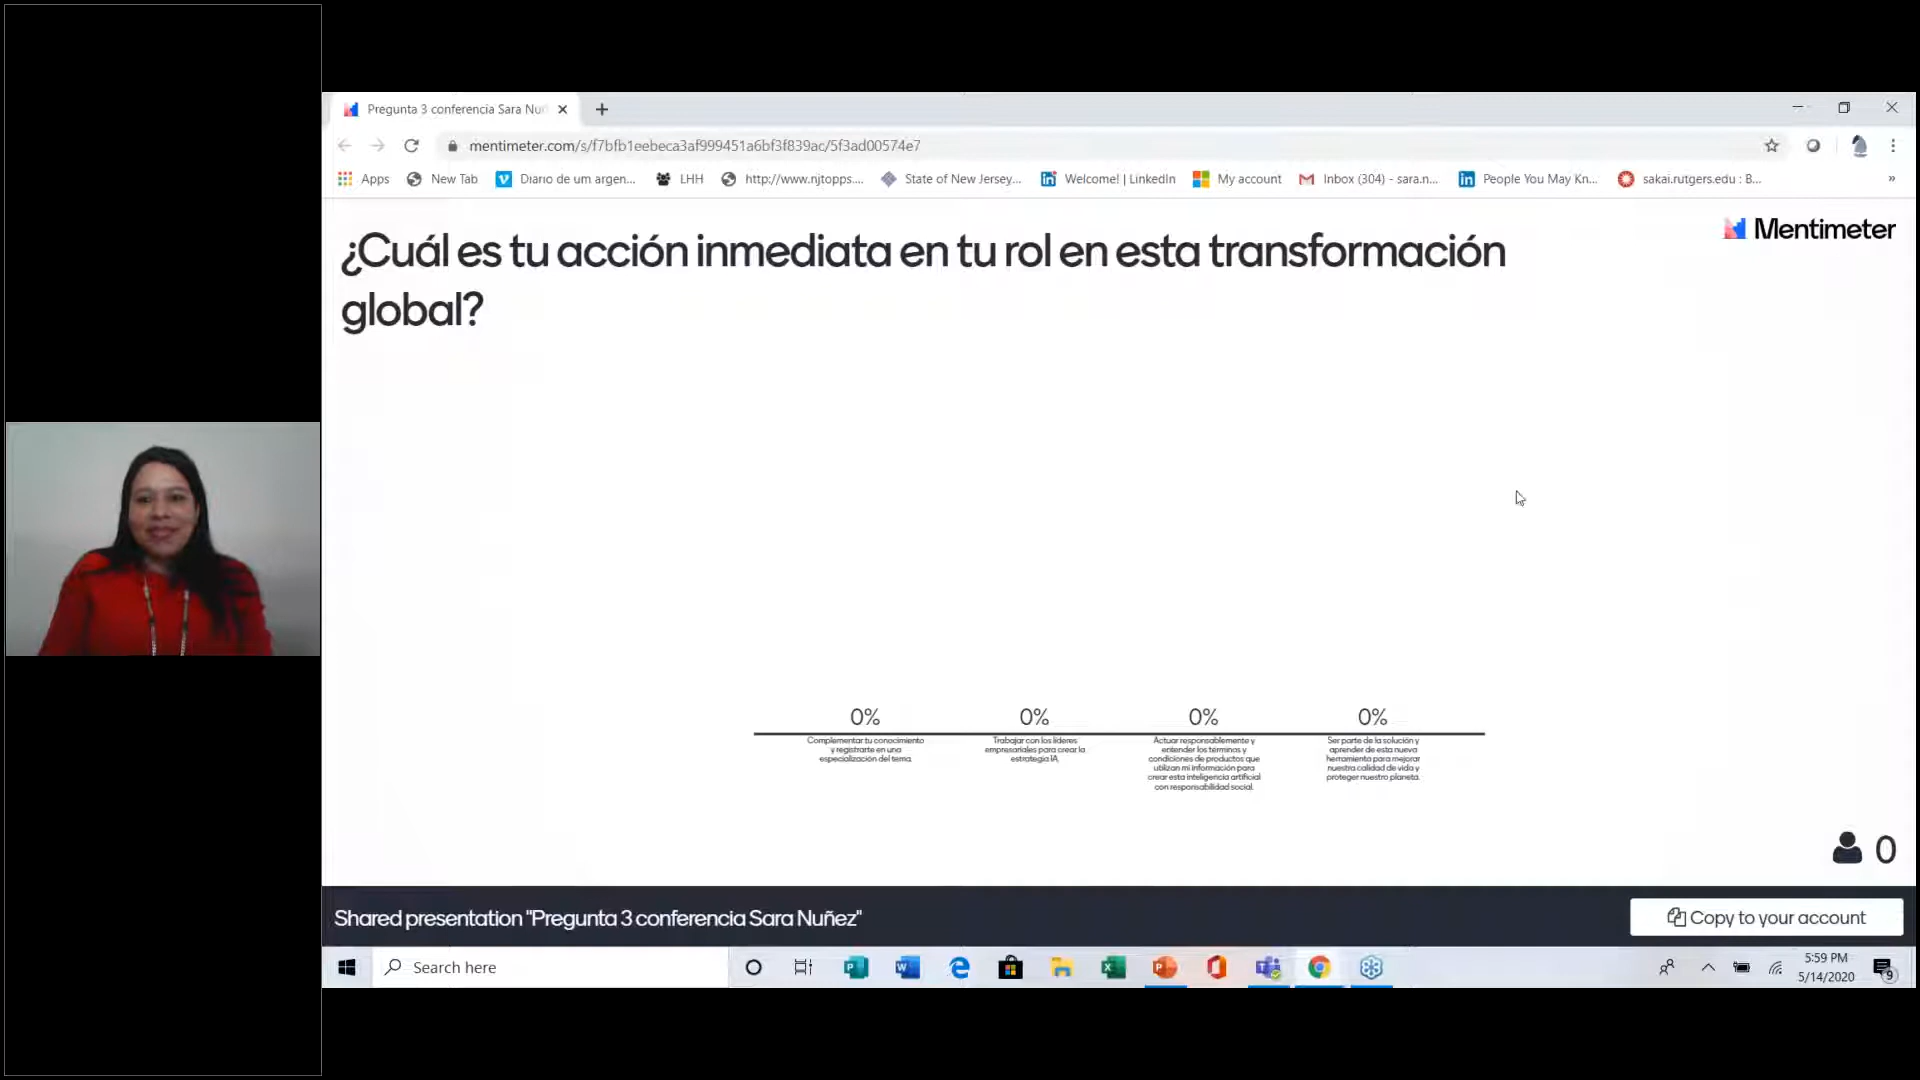 Pregunta 3 conferencia Sara Nuñ
mentimeter.com/s/f7bfb1eebeca3af999451a6bf3f839ac/5f3ad00574e7
Apps New Tab Diario de um argen... LHH http://www.njtopps.... State of New Jersey... Welcome! | LinkedIn My account Inbox (304) - sara.n... People You May Kn... sakai.rutgers.edu : B... »
Mentimeter
¿Cuál es tu acción inmediata en tu rol en esta transformación
global?
0% 0% 0% 0%
Complementar tu conocimiento
y registrarte en una
especialización del tema.
Trabajar con los líderes
empresariales para crear la
estrategia IA.
Actuar responsablemente y
entender los terminos y
condiciones de productos que
utilizan mi información para
crear esta inteligencia artificial
con responsabilidad social.
Ser parte de la solución y
aprender de esta nueva
herramienta para mejorar
nuestra calidad de vida y
proteger nuestro planeta.
0
Shared presentation "Pregunta 3 conferencia Sara Nuñez"
Copy to your account
Search here
5:59 PM
5/14/2020
9